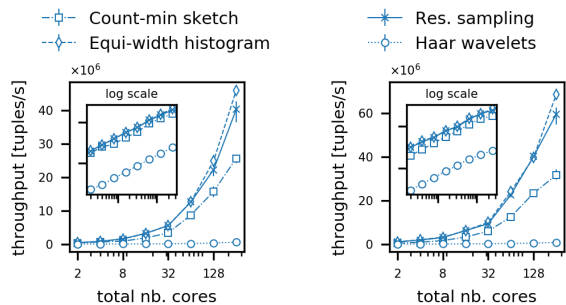 Count-min sketch
Equi-width histogram
Res. sampling
Haar wavelets
×10⁶
log scale
throughput [tuples/s]
40
30
20
10
0
2 8 32 128
total nb. cores
×10⁶
log scale
throughput [tuples/s]
60
40
20
0
2 8 32 128
total nb. cores